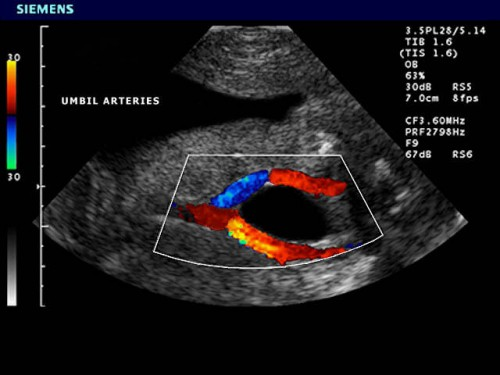 SIEMENS
3.5PL28/5.14
TIB 1.6
(TIS 1.6)
OB
63%
30dB RS5
7.0cm 8fps
CF3.60MHz
PRF2798Hz
F9
67dB RS6
30
UMBIL ARTERIES
30